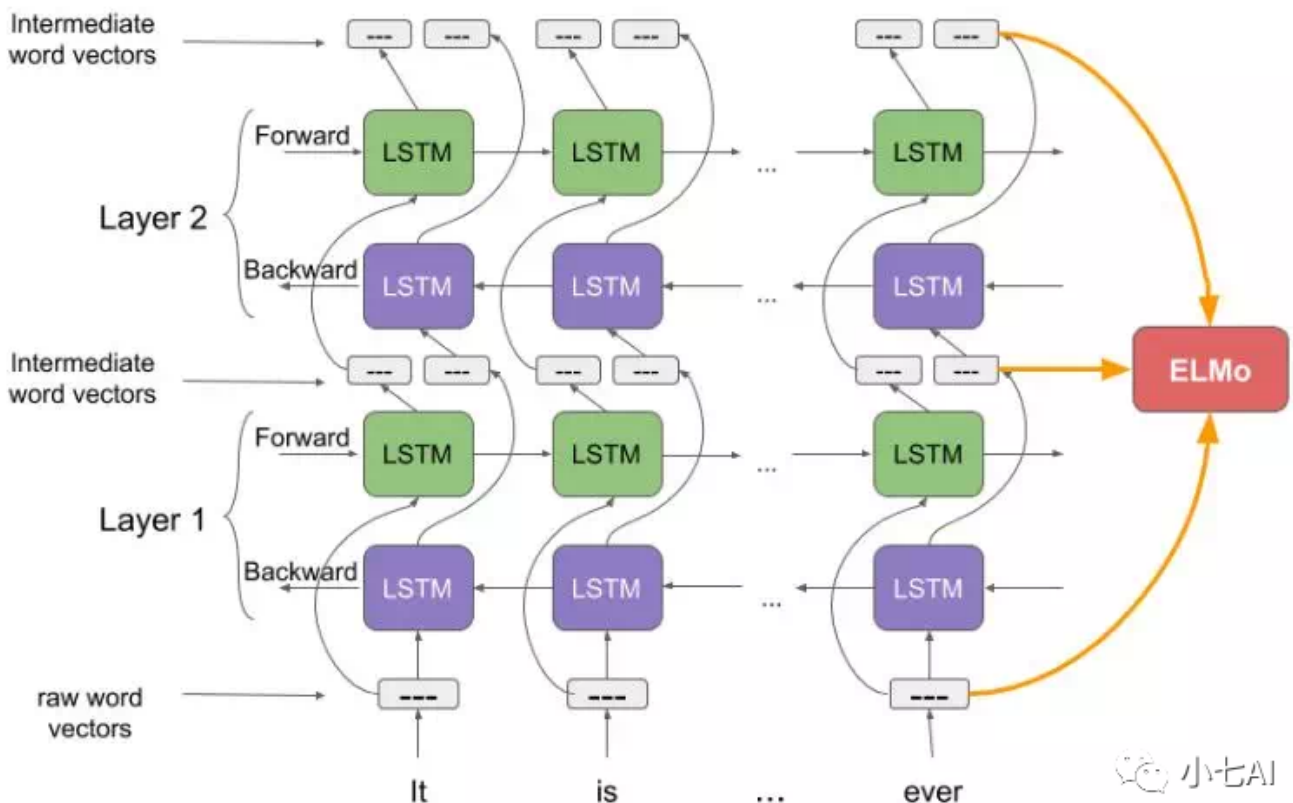 Intermediate
word vectors
--- --- --- --- --- ---
Forward
LSTM LSTM ... LSTM
Layer 2
Backward
LSTM LSTM ... LSTM
Intermediate
word vectors
--- --- --- --- --- ---
ELMo
Forward
LSTM LSTM ... LSTM
Layer 1
Backward
LSTM LSTM ... LSTM
raw word
vectors
--- --- ---
It is ... ever
小七AI